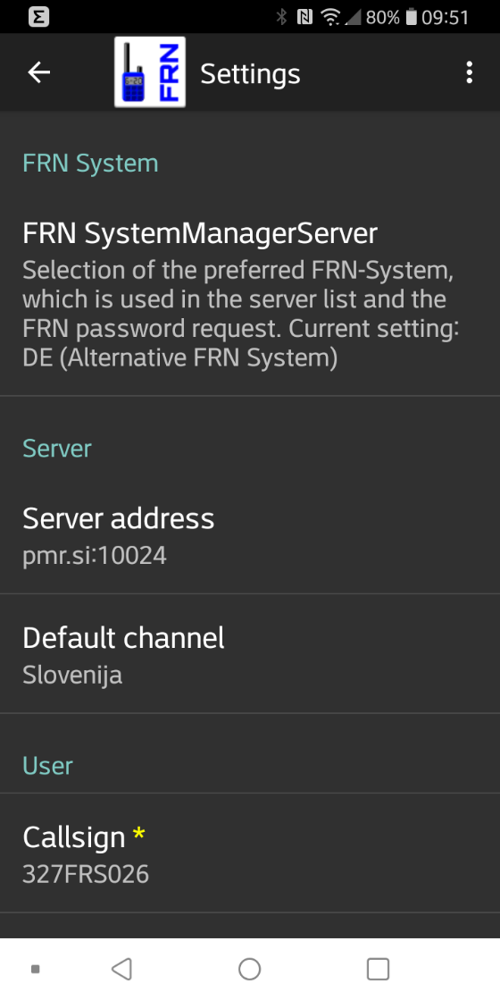 Σ 80% 09:51
FRN Settings
FRN System
FRN SystemManagerServer
Selection of the preferred FRN-System,
which is used in the server list and the
FRN password request. Current setting:
DE (Alternative FRN System)
Server
Server address
pmr.si:10024
Default channel
Slovenija
User
Callsign *
327FRS026